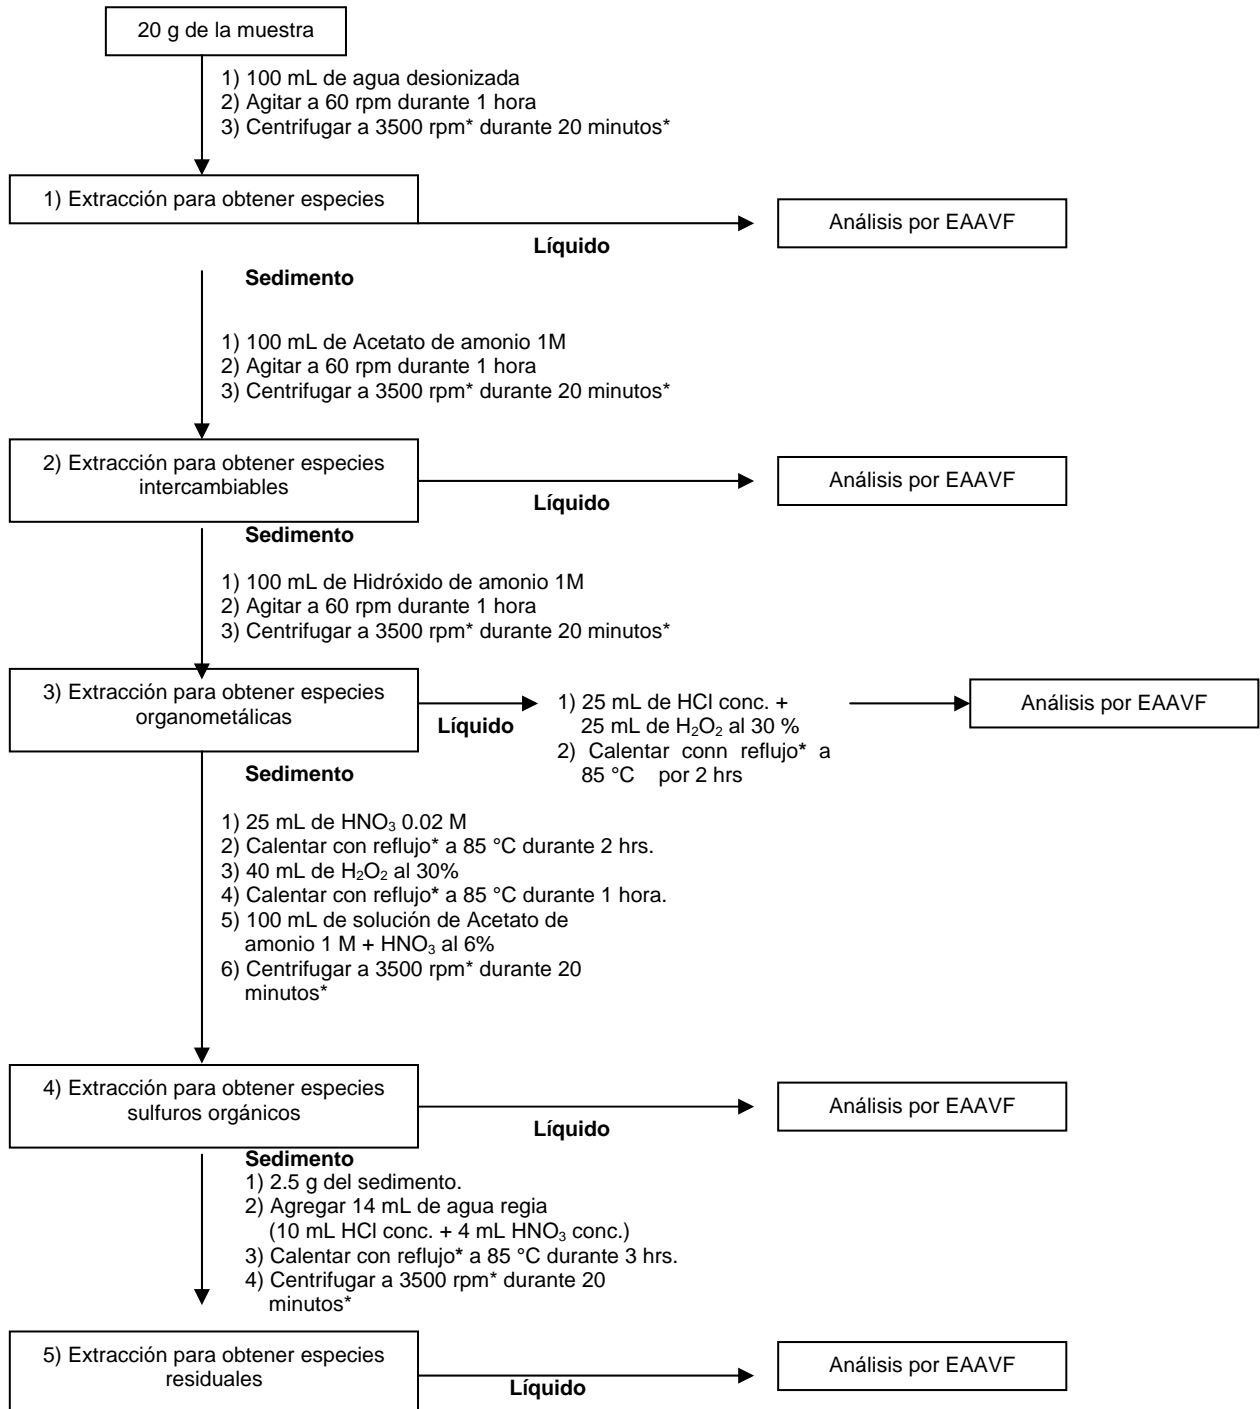 20 g de la muestra
1) 100 mL de agua desionizada
2) Agitar a 60 rpm durante 1 hora
3) Centrifugar a 3500 rpm* durante 20 minutos*
1) Extracción para obtener especies
Líquido
Análisis por EAAVF
Sedimento
1) 100 mL de Acetato de amonio 1M
2) Agitar a 60 rpm durante 1 hora
3) Centrifugar a 3500 rpm* durante 20 minutos*
2) Extracción para obtener especies
intercambiables
Líquido
Análisis por EAAVF
Sedimento
1) 100 mL de Hidróxido de amonio 1M
2) Agitar a 60 rpm durante 1 hora
3) Centrifugar a 3500 rpm* durante 20 minutos*
3) Extracción para obtener especies
organometálicas
Líquido
1) 25 mL de HCl conc. +
25 mL de H₂O₂ al 30 %
2) Calentar conn reflujo* a
85 °C por 2 hrs
Análisis por EAAVF
Sedimento
1) 25 mL de HNO₃ 0.02 M
2) Calentar con reflujo* a 85 °C durante 2 hrs.
3) 40 mL de H₂O₂ al 30%
4) Calentar con reflujo* a 85 °C durante 1 hora.
5) 100 mL de solución de Acetato de
amonio 1 M + HNO₃ al 6%
6) Centrifugar a 3500 rpm* durante 20
minutos*
4) Extracción para obtener especies
sulfuros orgánicos
Líquido
Análisis por EAAVF
Sedimento
1) 2.5 g del sedimento.
2) Agregar 14 mL de agua regia
(10 mL HCl conc. + 4 mL HNO₃ conc.)
3) Calentar con reflujo* a 85 °C durante 3 hrs.
4) Centrifugar a 3500 rpm* durante 20
minutos*
5) Extracción para obtener especies
residuales
Líquido
Análisis por EAAVF